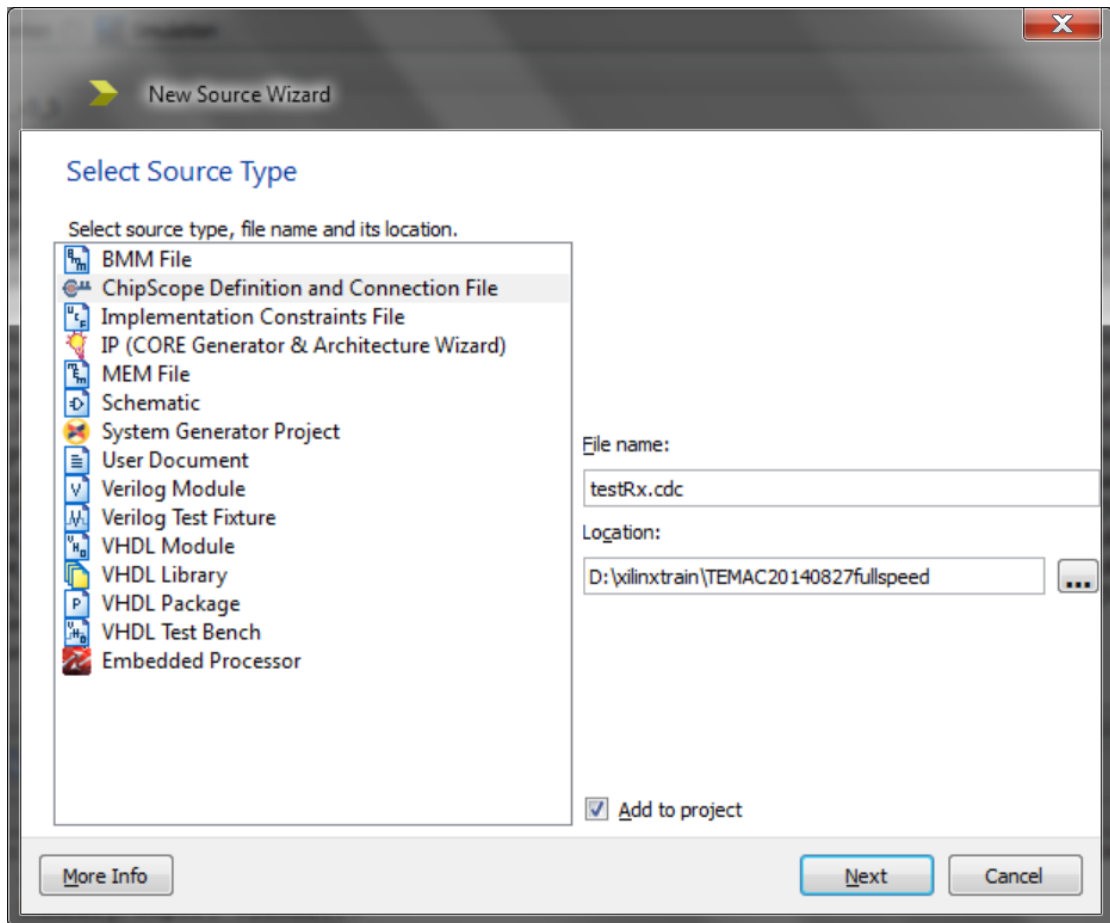 Simulation
New Source Wizard
Select Source Type
Select source type, file name and its location.
BMM File
ChipScope Definition and Connection File
Implementation Constraints File
IP (CORE Generator & Architecture Wizard)
MEM File
Schematic
System Generator Project
User Document
Verilog Module
Verilog Test Fixture
VHDL Module
VHDL Library
VHDL Package
VHDL Test Bench
Embedded Processor
File name:
testRx.cdc
Location:
D:\xilinxtrain\TEMAC20140827fullspeed
...
Add to project
More Info
Next
Cancel